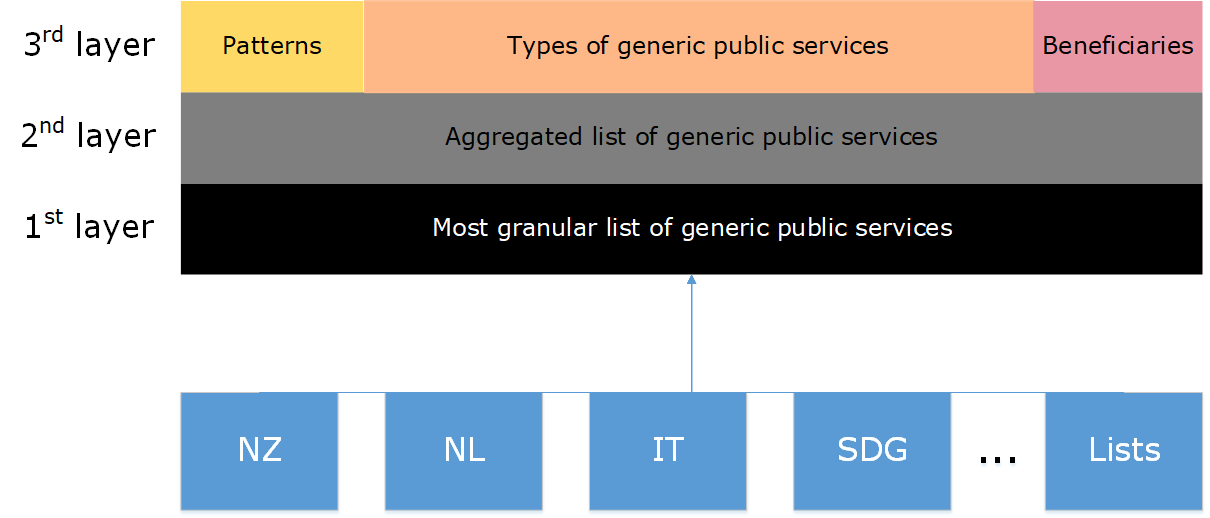 3rd layer
Patterns
Types of generic public services
Beneficiaries
2nd layer
Aggregated list of generic public services
1st layer
Most granular list of generic public services
NZ
NL
IT
SDG
...
Lists